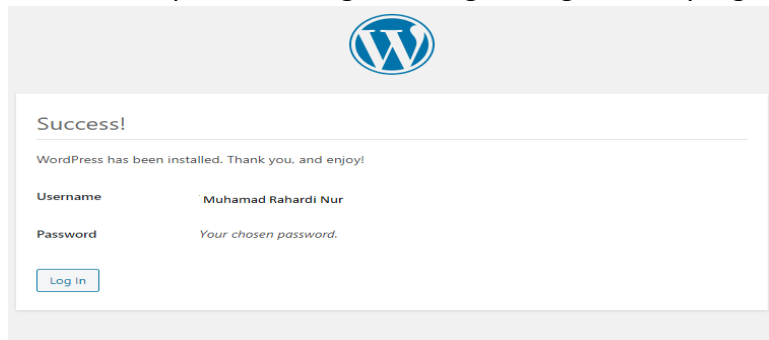 Success!
WordPress has been installed. Thank you, and enjoy!
Username Muhamad Rahardi Nur
Password Your chosen password.
Log In